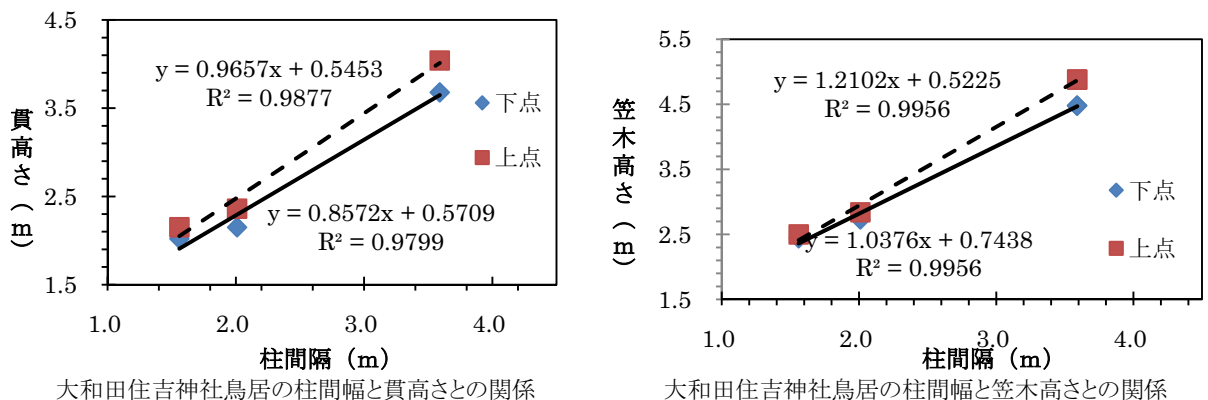 4.5
3.5
2.5
1.5
貫高さ(m)
y = 0.9657x + 0.5453
R² = 0.9877
下点
上点
y = 0.8572x + 0.5709
R² = 0.9799
1.0 2.0 3.0 4.0
柱間隔(m)
大和田住吉神社鳥居の柱間幅と貫高さとの関係
5.5
4.5
3.5
2.5
1.5
笠木高さ(m)
y = 1.2102x + 0.5225
R² = 0.9956
下点
上点
y = 1.0376x + 0.7438
R² = 0.9956
1.0 2.0 3.0 4.0
柱間隔(m)
大和田住吉神社鳥居の柱間幅と笠木高さとの関係